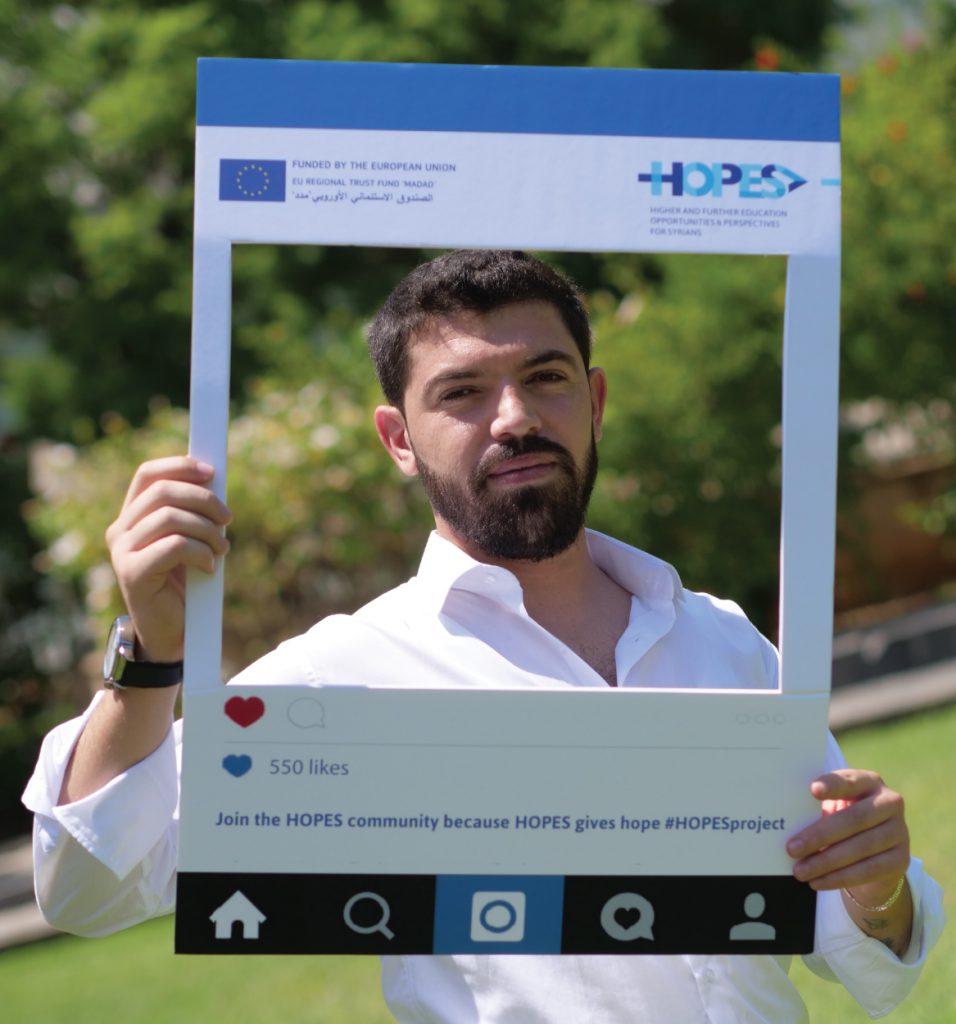 FUNDED BY THE EUROPEAN UNION
EU REGIONAL TRUST FUND 'MADAD'
الصندوق الاستئماني الأوروبي "مدد"
HOPES
HIGHER AND FURTHER EDUCATION
OPPORTUNITIES & PERSPECTIVES
FOR SYRIANS
550 likes
Join the HOPES community because HOPES gives hope #HOPESproject